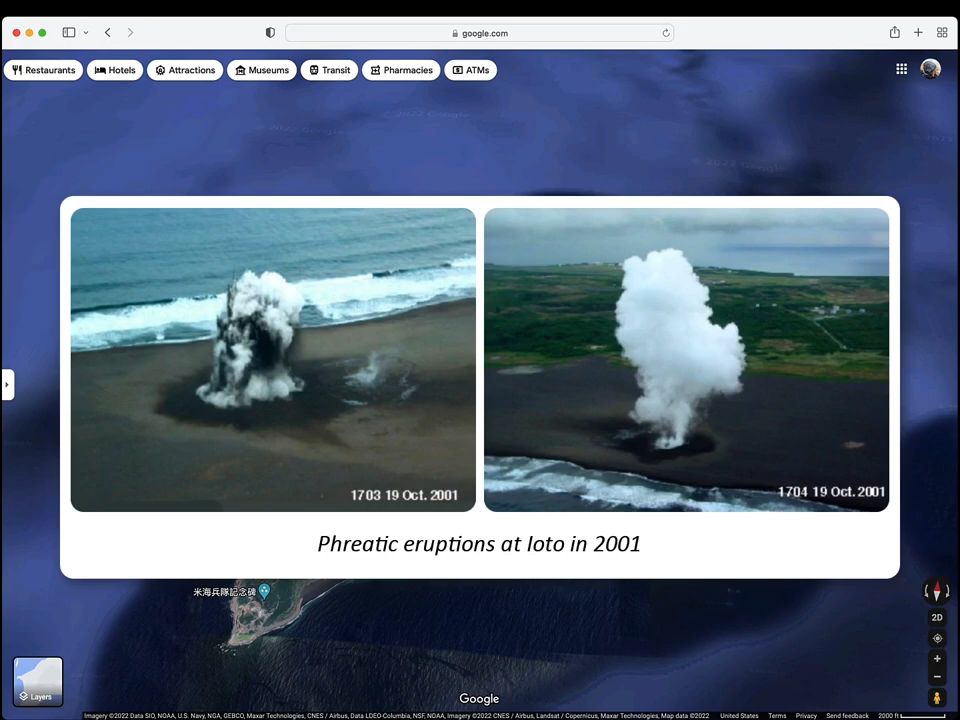 google.com
Restaurants
Hotels
Attractions
Museums
Transit
Pharmacies
ATMs
1703 19 Oct. 2001
1704 19 Oct. 2001
Phreatic eruptions at Ioto in 2001
米海兵隊記念碑
2D
Layers
Google
Imagery ©2022 Data SIO, NOAA, U.S. Navy, NGA, GEBCO, Maxar Technologies, CNES / Airbus, Data LDEO-Columbia, NSF, NOAA, Imagery ©2022 CNES / Airbus, Landsat / Copernicus, Maxar Technologies, Map data ©2022 United States Terms Privacy Send feedback 2000 ft